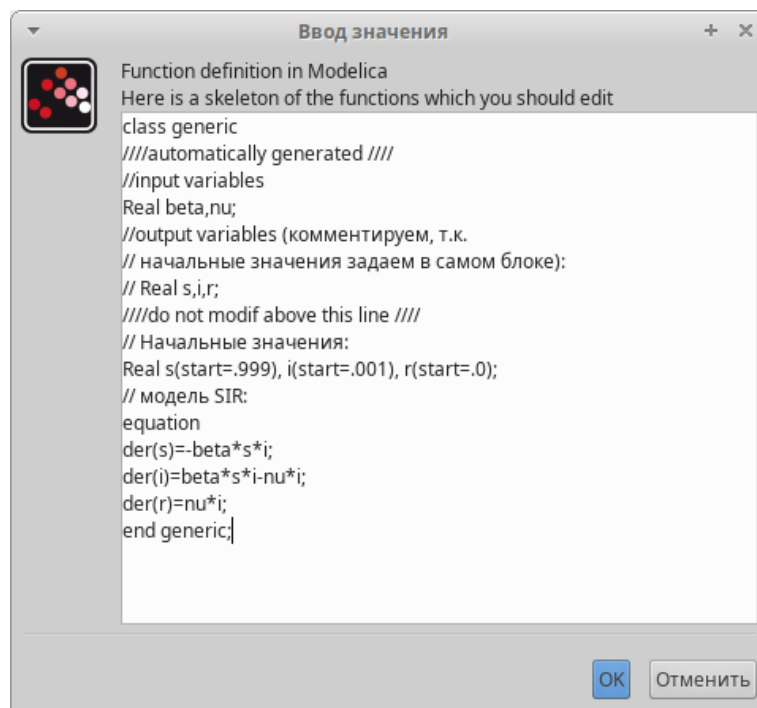 Ввод значения
Function definition in Modelica
Here is a skeleton of the functions which you should edit
class generic
////automatically generated ////
//input variables
Real beta,nu;
//output variables (комментируем, т.к.
// начальные значения задаем в самом блоке):
// Real s,i,r;
////do not modif above this line ////
// Начальные значения:
Real s(start=.999), i(start=.001), r(start=.0);
// модель SIR:
equation
der(s)=-beta*s*i;
der(i)=beta*s*i-nu*i;
der(r)=nu*i;
end generic;
OK Отменить